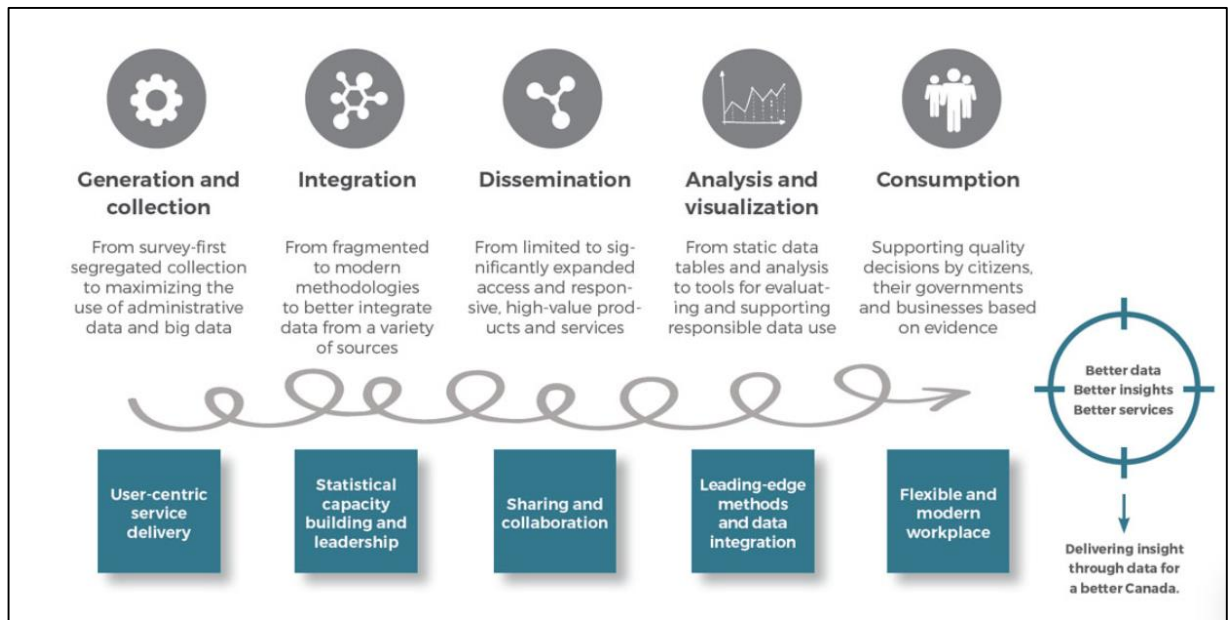 Generation and
collection
From survey-first
segregated collection
to maximizing the
use of administrative
data and big data
Integration
From fragmented
to modern
methodologies
to better integrate
data from a variety
of sources
Dissemination
From limited to sig-
nificantly expanded
access and respon-
sive, high-value prod-
ucts and services
Analysis and
visualization
From static data
tables and analysis
to tools for evaluat-
ing and supporting
responsible data use
Consumption
Supporting quality
decisions by citizens,
their governments
and businesses based
on evidence
User-centric
service
delivery
Statistical
capacity
building and
leadership
Sharing and
collaboration
Leading-edge
methods
and data
integration
Flexible and
modern
workplace
Better data
Better insights
Better services
Delivering insight
through data for
a better Canada.